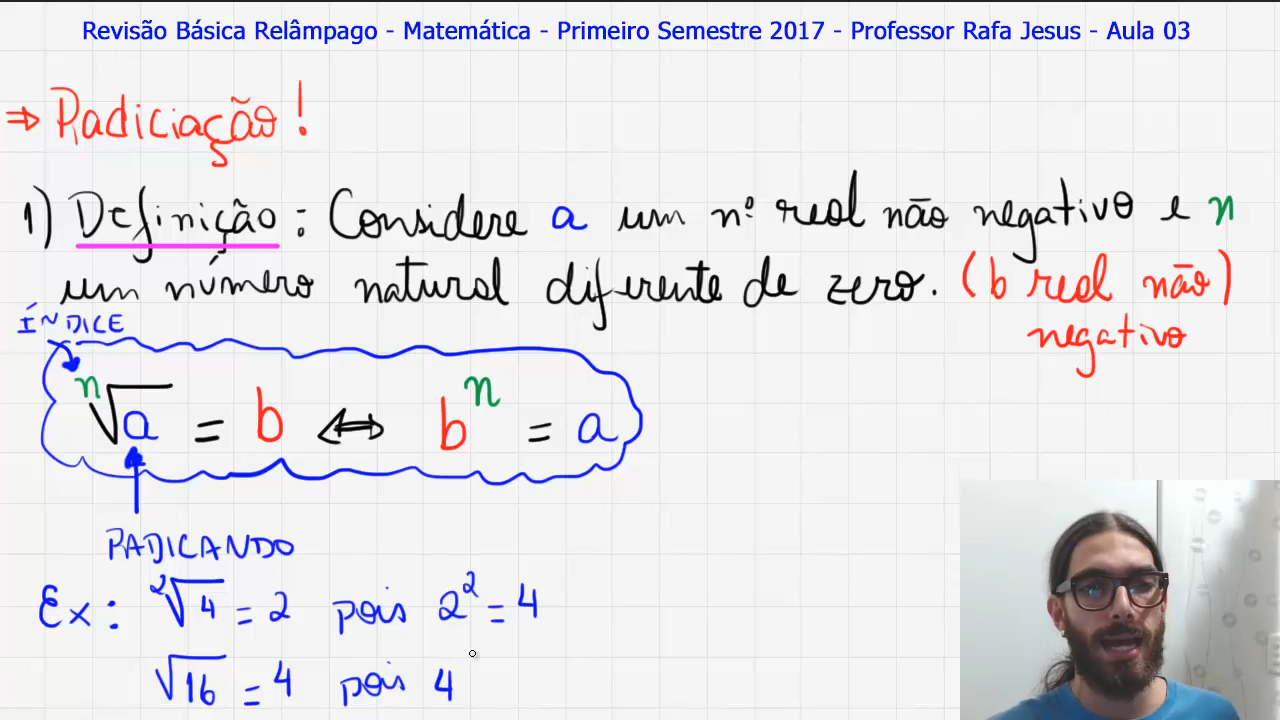 Revisão Básica Relâmpago - Matemática - Primeiro Semestre 2017 - Professor Rafa Jesus - Aula 03
⇒ Radiciação!
1) Definição: Considere a um nº real não negativo e n
um número natural diferente de zero. (b real não)
negativo
ÍNDICE
ⁿ√a = b ⇔ bⁿ = a
RADICANDO
Ex: ²√4 = 2 pois 2² = 4
√16 = 4 pois 4